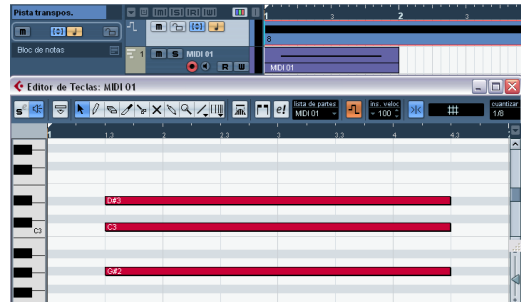 Pista transpos.
m S R W
1 3 2 3
m
8
Bloc de notas
1 m S MIDI 01
R W
MIDI 01
Editor de Teclas: MIDI 01
lista de partes ins. veloc cuantizar
S e! MIDI 01 100 1/8
1 1.3 2 2.3 3 3.3 4 4.3
D#3
C3 C3
G#2